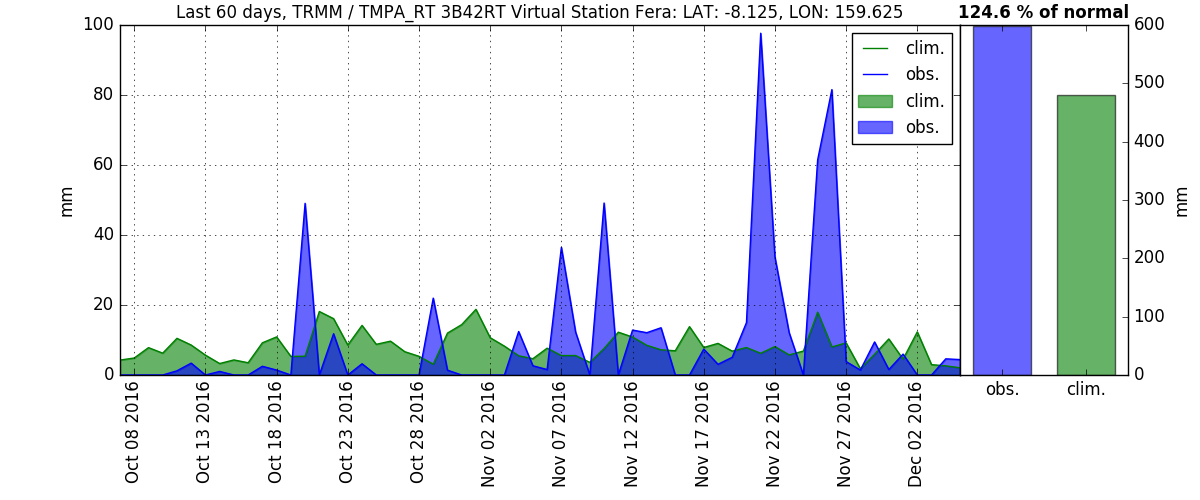 Last 60 days, TRMM / TMPA_RT 3B42RT Virtual Station Fera: LAT: -8.125, LON: 159.625
124.6 % of normal
100
80
60
40
20
0
mm
clim.
obs.
clim.
obs.
Oct 08 2016
Oct 13 2016
Oct 18 2016
Oct 23 2016
Oct 28 2016
Nov 02 2016
Nov 07 2016
Nov 12 2016
Nov 17 2016
Nov 22 2016
Nov 27 2016
Dec 02 2016
600
500
400
300
200
100
0
mm
obs.
clim.